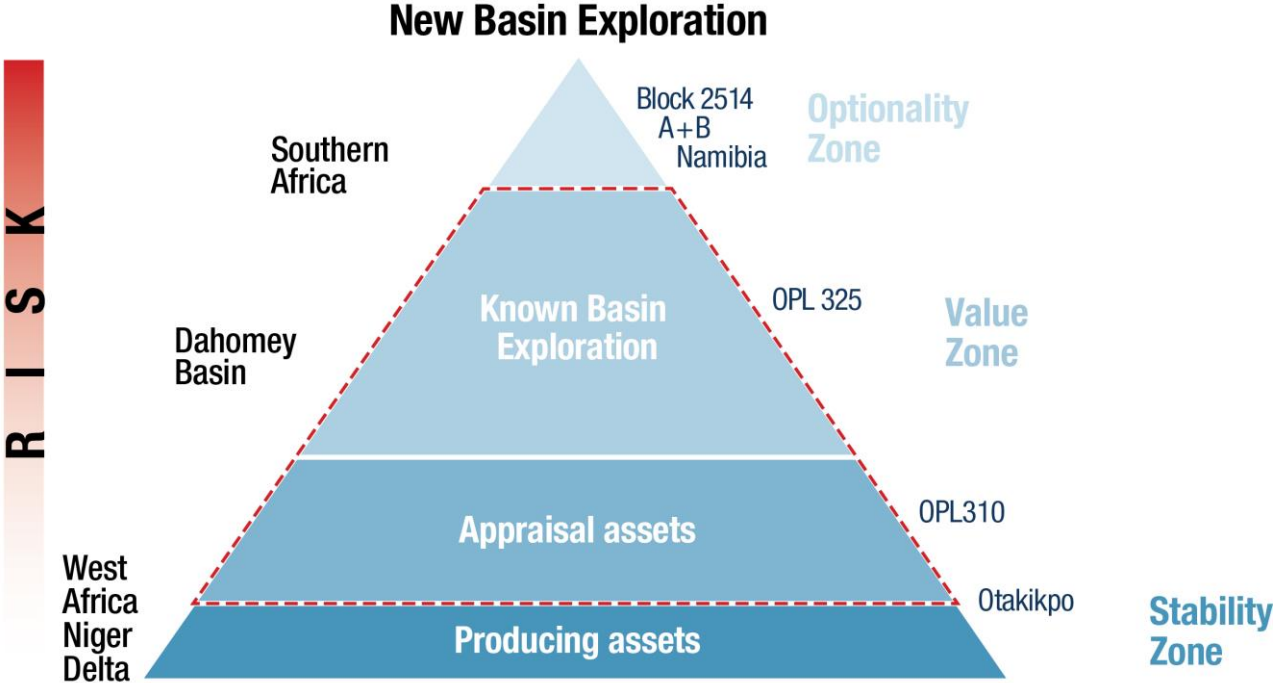 New Basin Exploration
Block 2514
A+B
Namibia
Optionality
Zone
Southern
Africa
RISK
Known Basin
Exploration
OPL 325
Value
Zone
Dahomey
Basin
Appraisal assets
OPL310
West
Africa
Niger
Delta
Otakikpo
Producing assets
Stability
Zone